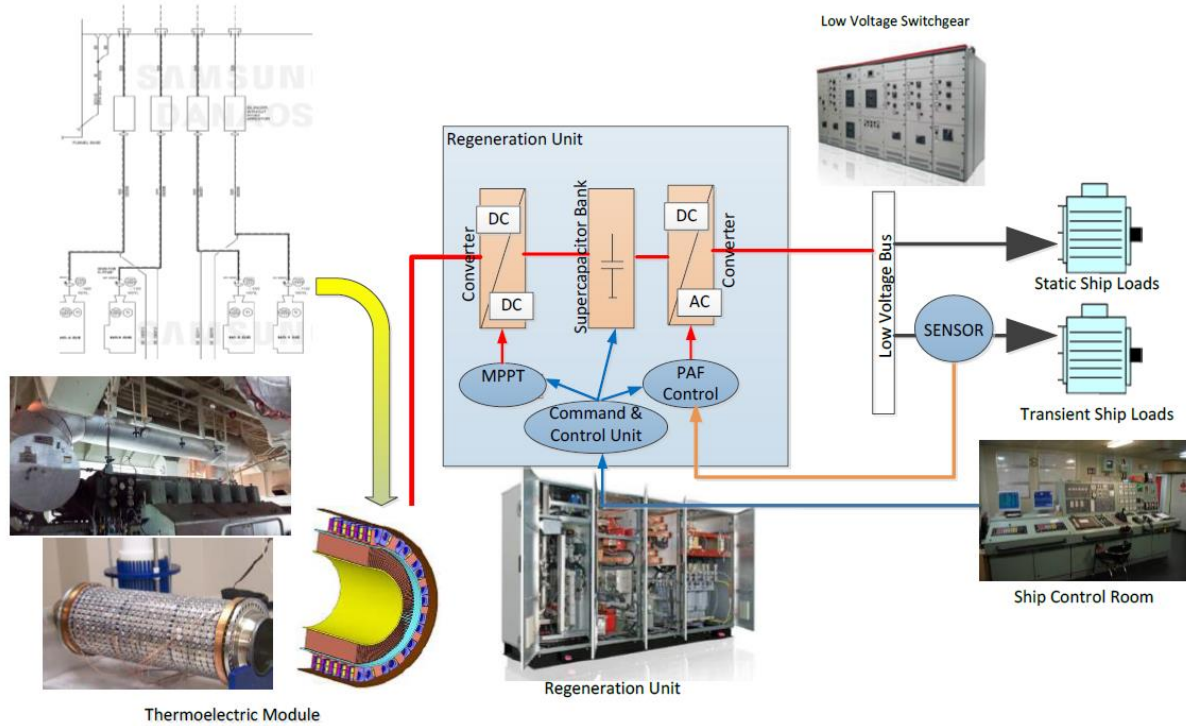 SAMSUNG
DANAOS
Low Voltage Switchgear
Regeneration Unit
DC
DC
Converter
Supercapacitor Bank
DC
AC
Converter
MPPT
PAF
Control
Command &
Control Unit
Low Voltage Bus
Static Ship Loads
SENSOR
Transient Ship Loads
Ship Control Room
Regeneration Unit
Thermoelectric Module